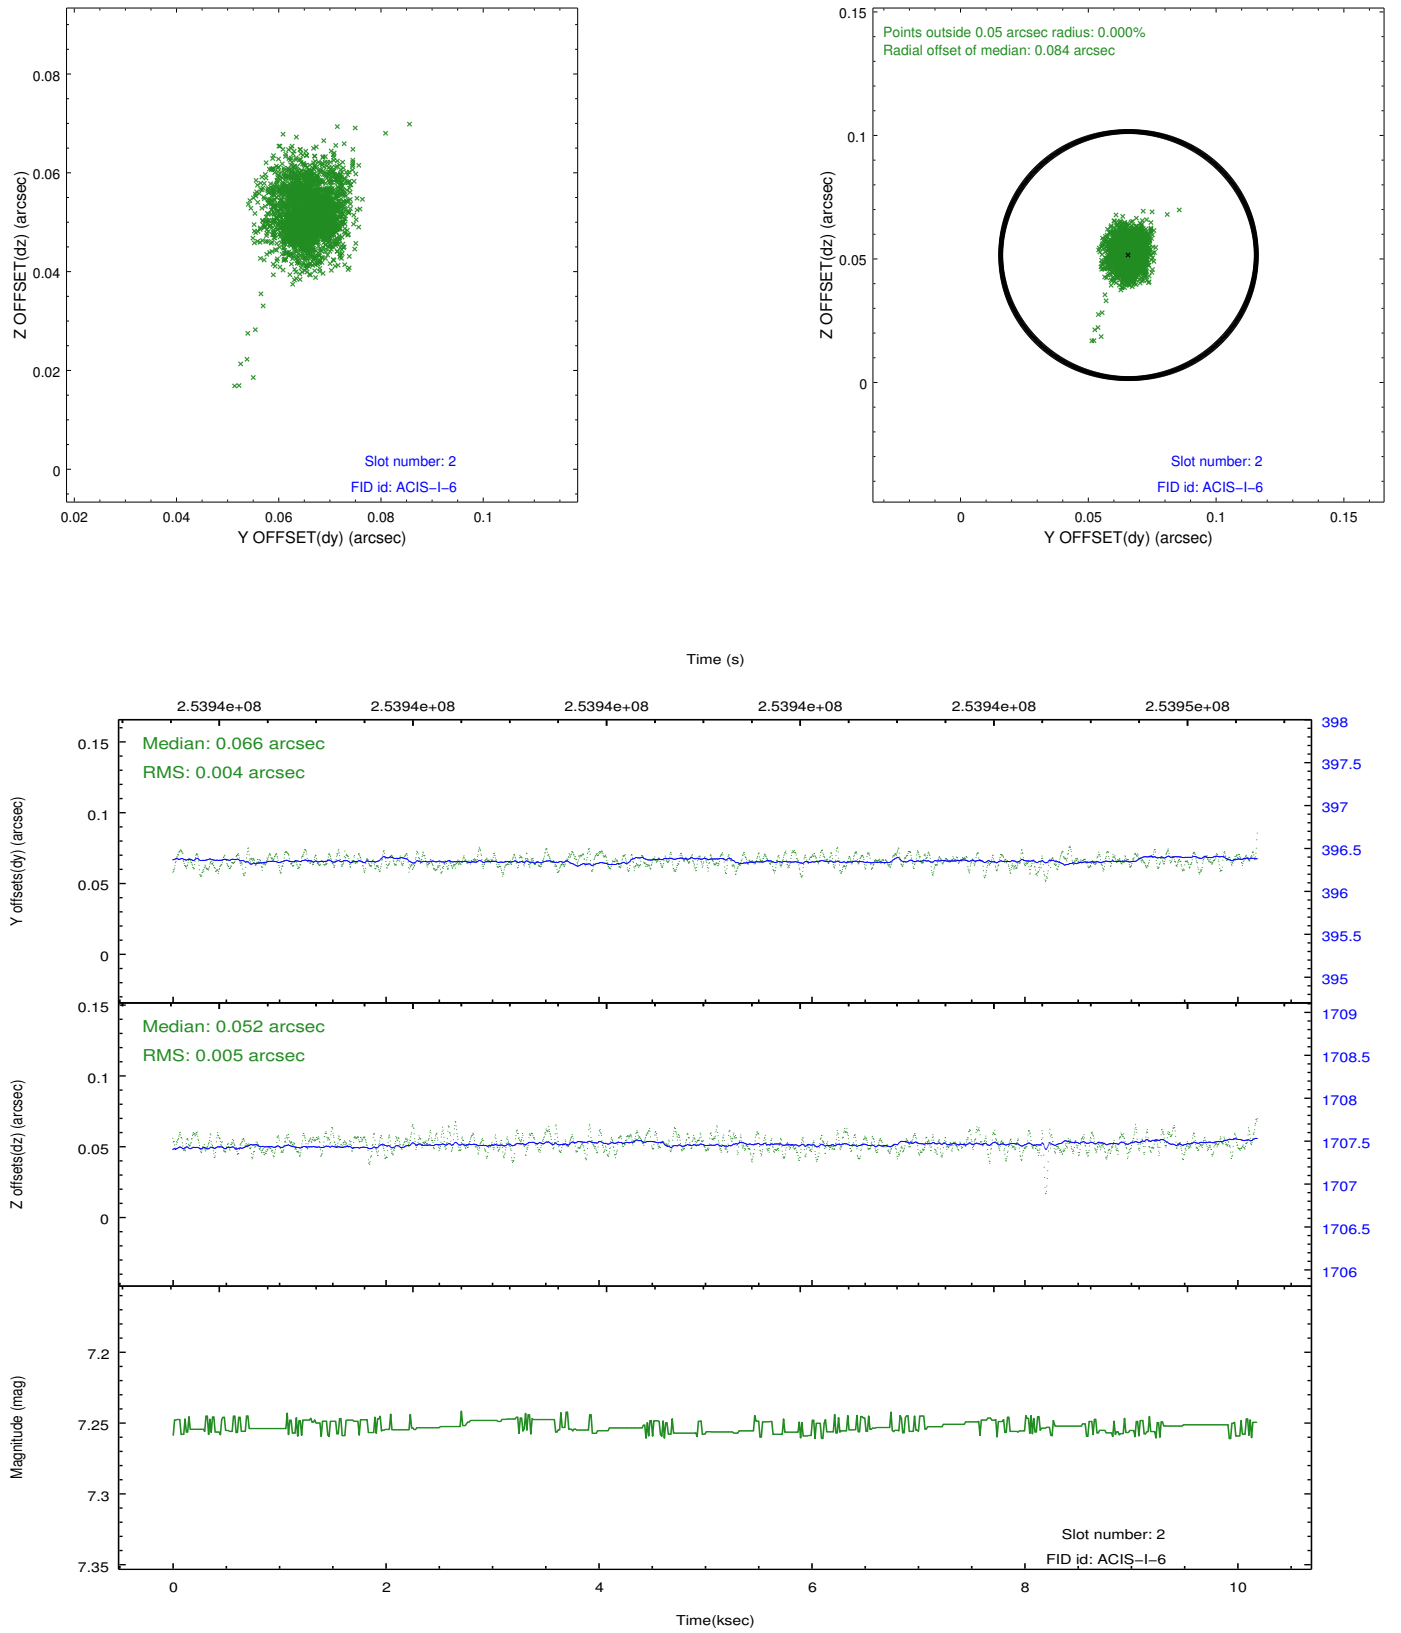 0.08
0.06
0.04
0.02
0
Z OFFSET(dz) (arcsec)
Slot number: 2
FID id: ACIS−I−6
0.02 0.04 0.06 0.08 0.1
Y OFFSET(dy) (arcsec)
0.15
0.1
0.05
0
Z OFFSET(dz) (arcsec)
Points outside 0.05 arcsec radius: 0.000%
Radial offset of median: 0.084 arcsec
Slot number: 2
FID id: ACIS−I−6
0 0.05 0.1 0.15
Y OFFSET(dy) (arcsec)
Time (s)
2.5394e+08 2.5394e+08 2.5394e+08 2.5394e+08 2.5394e+08 2.5395e+08
Y offsets(dy) (arcsec)
0.15
0.1
0.05
0
Median: 0.066 arcsec
RMS: 0.004 arcsec
398
397.5
397
396.5
396
395.5
395
Z offsets(dz) (arcsec)
0.15
0.1
0.05
0
Median: 0.052 arcsec
RMS: 0.005 arcsec
1709
1708.5
1708
1707.5
1707
1706.5
1706
Magnitude (mag)
7.2
7.25
7.3
7.35
Slot number: 2
FID id: ACIS−I−6
0 2 4 6 8 10
Time(ksec)